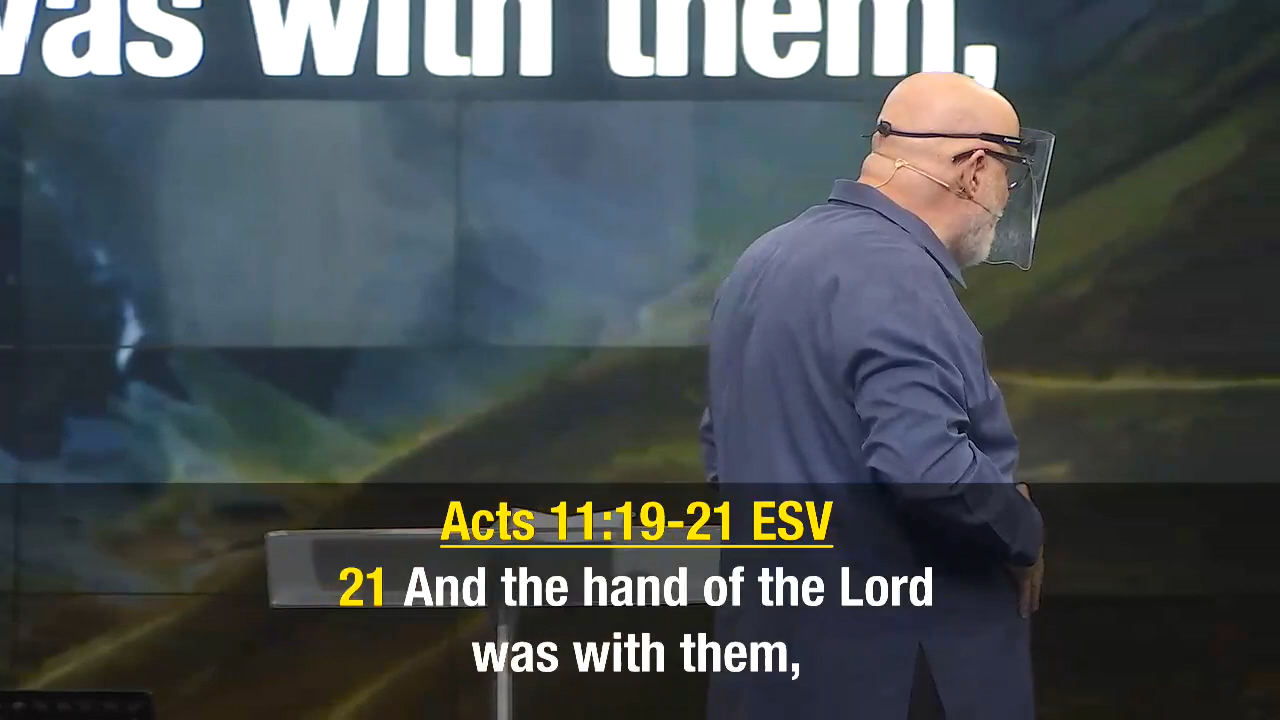 was with them,
Acts 11:19-21 ESV
21 And the hand of the Lord
was with them,